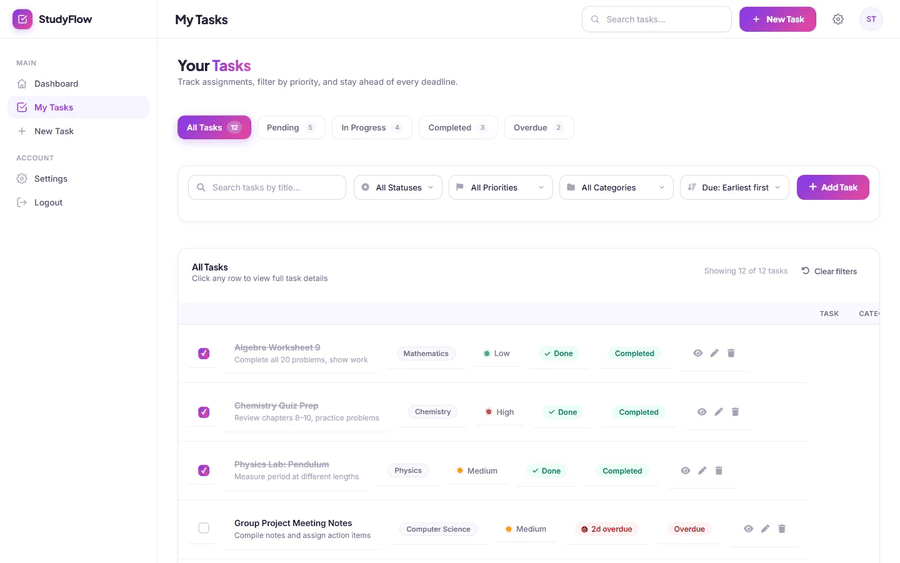 StudyFlow
My Tasks
Search tasks...
New Task
ST
MAIN
Dashboard
My Tasks
New Task
ACCOUNT
Settings
Logout
Your Tasks
Track assignments, filter by priority, and stay ahead of every deadline.
All Tasks 12
Pending 5
In Progress 4
Completed 3
Overdue 2
Search tasks by title...
All Statuses
All Priorities
All Categories
Due: Earliest first
Add Task
All Tasks
Click any row to view full task details
Showing 12 of 12 tasks
Clear filters
TASK
CATEG
Algebra Worksheet 9
Complete all 20 problems, show work
Mathematics
Low
Done
Completed
Chemistry Quiz Prep
Review chapters 8–10, practice problems
Chemistry
High
Done
Completed
Physics Lab: Pendulum
Measure period at different lengths
Physics
Medium
Done
Completed
Group Project Meeting Notes
Compile notes and assign action items
Computer Science
Medium
2d overdue
Overdue